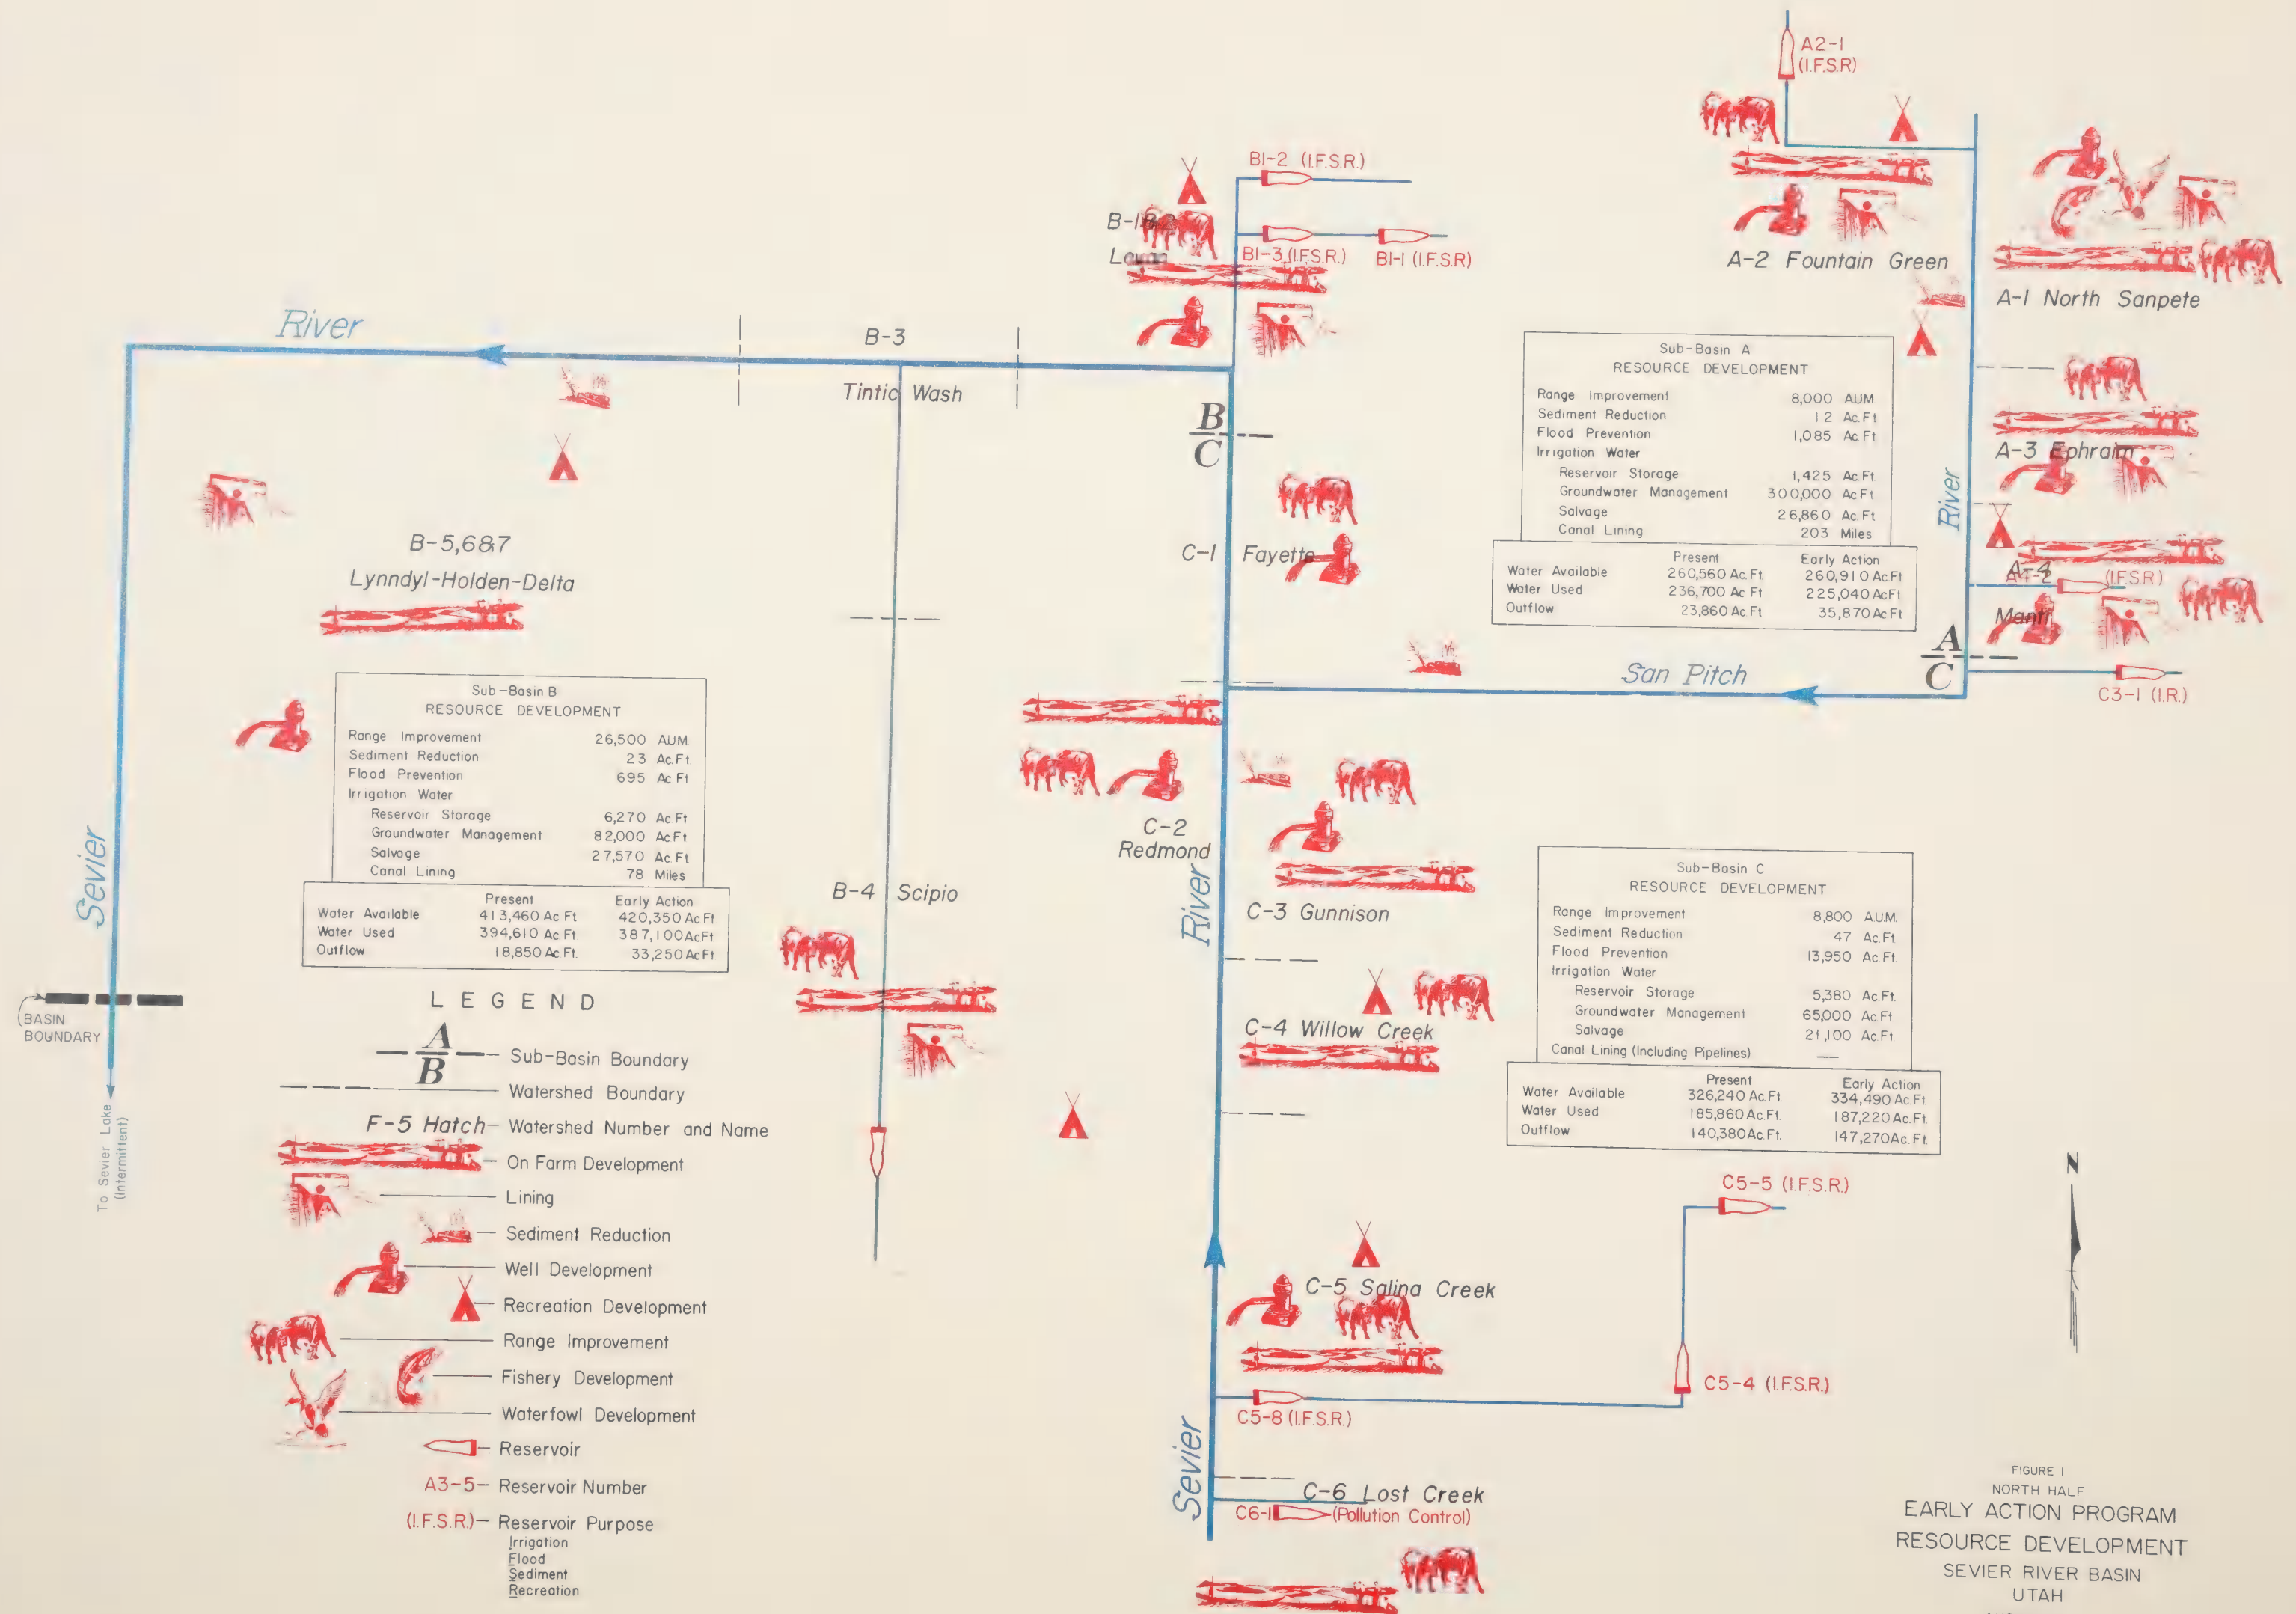 A2-1
(I.F.S.R)
B1-2 (I.F.S.R.)
B-1&2
B1-3 (I.F.S.R.)
B1-1 (I.F.S.R)
A-2 Fountain Green
A-1 North Sanpete
River
B-3
Tintic Wash
B
C
C-1 Fayette
Sub-Basin A
RESOURCE DEVELOPMENT
Range Improvement 8,000 AUM.
Sediment Reduction 12 Ac.Ft
Flood Prevention 1,085 Ac.Ft
Irrigation Water
Reservoir Storage 1,425 Ac.Ft
Groundwater Management 300,000 Ac.Ft
Salvage 26,860 Ac.Ft
Canal Lining 203 Miles
Present Early Action
Water Available 260,560 Ac.Ft 260,910 Ac.Ft
Water Used 236,700 Ac.Ft 225,040 Ac.Ft
Outflow 23,860 Ac.Ft 35,870 Ac.Ft
River
A-3 Ephraim
A-4
A4-2 (I.F.S.R)
Manti
A
C
San Pitch
C3-1 (I.R.)
B-5,6&7
Lynndyl-Holden-Delta
Sub-Basin B
RESOURCE DEVELOPMENT
Range Improvement 26,500 AUM.
Sediment Reduction 23 Ac.Ft
Flood Prevention 695 Ac.Ft
Irrigation Water
Reservoir Storage 6,270 Ac.Ft
Groundwater Management 82,000 Ac.Ft
Salvage 27,570 Ac.Ft
Canal Lining 78 Miles
Present Early Action
Water Available 413,460 Ac.Ft 420,350 Ac.Ft
Water Used 394,610 Ac.Ft. 387,100 Ac.Ft
Outflow 18,850 Ac.Ft. 33,250 Ac.Ft
Sevier
B-4 Scipio
C-2
Redmond
River
C-3 Gunnison
C-4 Willow Creek
Sub-Basin C
RESOURCE DEVELOPMENT
Range Improvement 8,800 A.U.M.
Sediment Reduction 47 Ac.Ft.
Flood Prevention 13,950 Ac.Ft.
Irrigation Water
Reservoir Storage 5,380 Ac.Ft.
Groundwater Management 65,000 Ac.Ft.
Salvage 21,100 Ac.Ft.
Canal Lining (Including Pipelines) —
Present Early Action
Water Available 326,240 Ac.Ft. 334,490 Ac.Ft.
Water Used 185,860 Ac.Ft. 187,220 Ac.Ft.
Outflow 140,380 Ac.Ft. 147,270 Ac.Ft.
BASIN
BOUNDARY
To Sevier Lake
(Intermittent)
LEGEND
A
B
Sub-Basin Boundary
Watershed Boundary
F-5 Hatch – Watershed Number and Name
On Farm Development
Lining
Sediment Reduction
Well Development
Recreation Development
Range Improvement
Fishery Development
Waterfowl Development
Reservoir
A3-5 – Reservoir Number
(I.F.S.R.) – Reservoir Purpose
Irrigation
Flood
Sediment
Recreation
C5-5 (I.F.S.R.)
C-5 Salina Creek
C5-4 (I.F.S.R.)
C5-8 (I.F.S.R.)
Sevier
C-6 Lost Creek
C6-1 (Pollution Control)
N
FIGURE 1
NORTH HALF
EARLY ACTION PROGRAM
RESOURCE DEVELOPMENT
SEVIER RIVER BASIN
UTAH